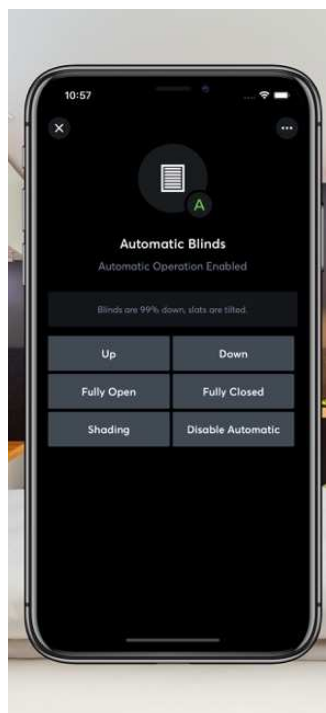 10:57
A
Automatic Blinds
Automatic Operation Enabled
Blinds are 99% down, slats are tilted.
Up
Down
Fully Open
Fully Closed
Shading
Disable Automatic